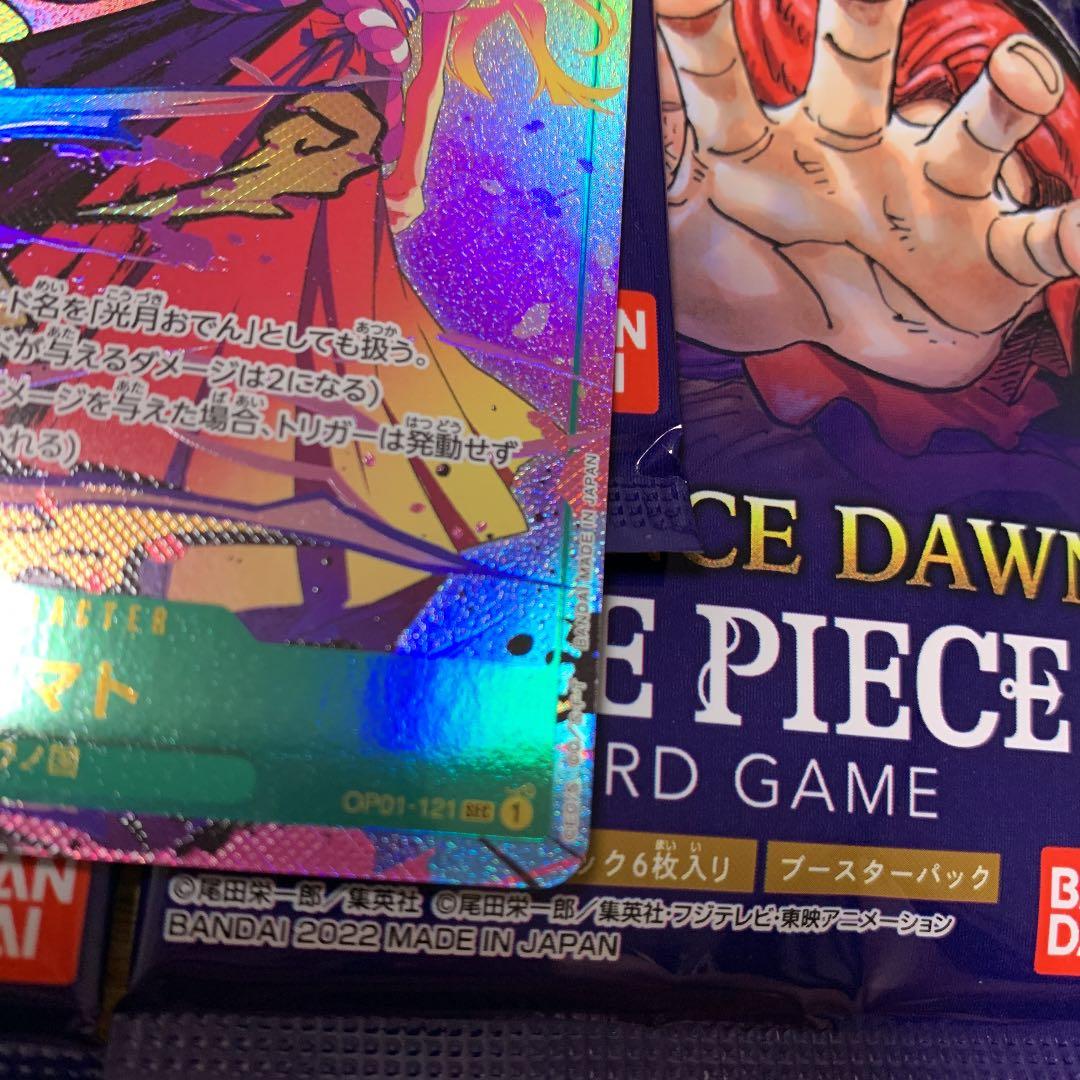 ド名を「光月おでん」としても扱う。
が与えるダメージは2になる)
メージを与えた場合、トリガーは発動せず
れる)
BANDAI MADE IN JAPAN
マト
ノ国
OP01-121 SEC 1
CE DAWN
E PIECE
RD GAME
ック6枚入り
ブースターパック
©尾田栄一郎/集英社 ©尾田栄一郎/集英社・フジテレビ・東映アニメーション
BANDAI 2022 MADE IN JAPAN